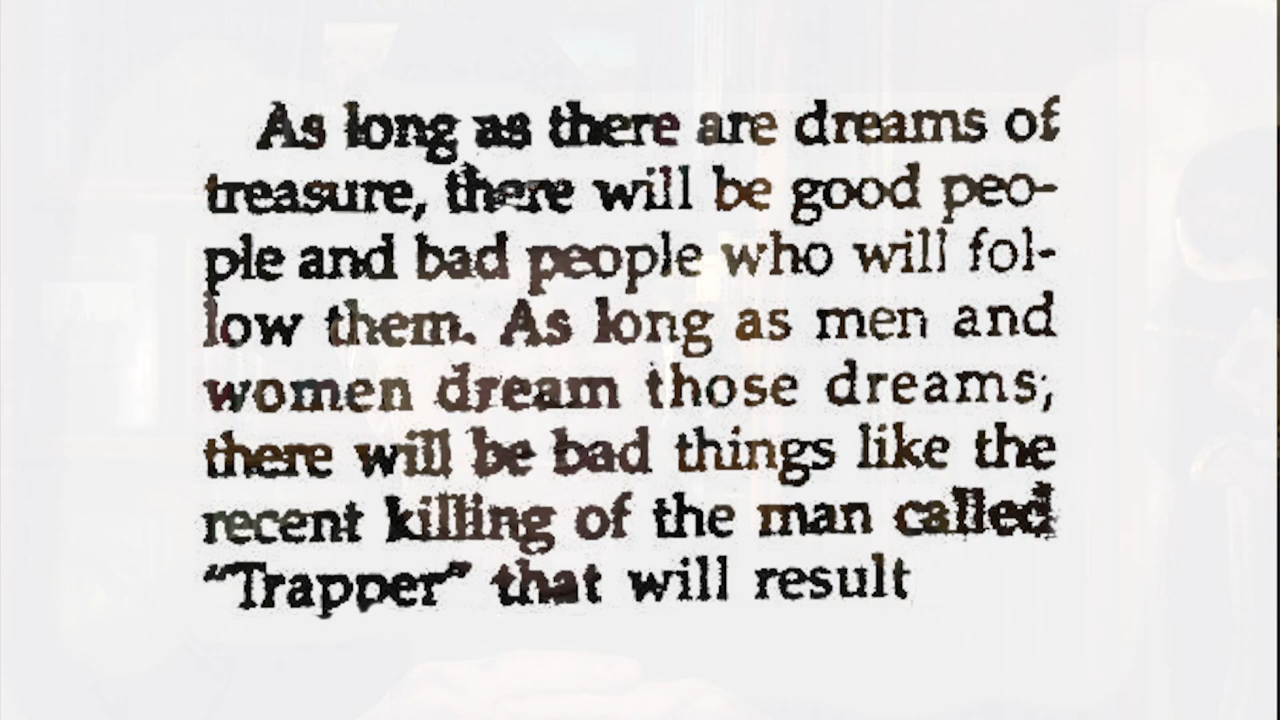 As long as there are dreams of
treasure, there will be good peo-
ple and bad people who will fol-
low them. As long as men and
women dream those dreams,
there will be bad things like the
recent killing of the man called
"Trapper" that will result